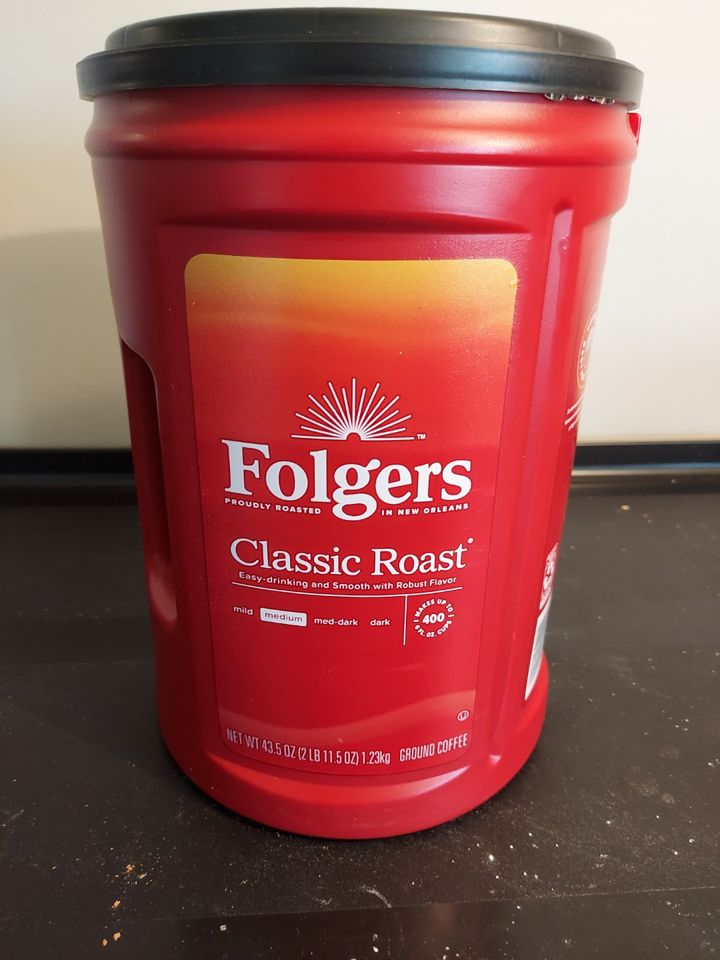 ™
Folgers
PROUDLY ROASTED IN NEW ORLEANS
Classic Roast®
Easy-drinking and Smooth with Robust Flavor
mild medium med-dark dark
MAKES UP TO
400
6 FL. OZ. CUPS
U
NET WT 43.5 OZ (2 LB 11.5 OZ) 1.23kg GROUND COFFEE